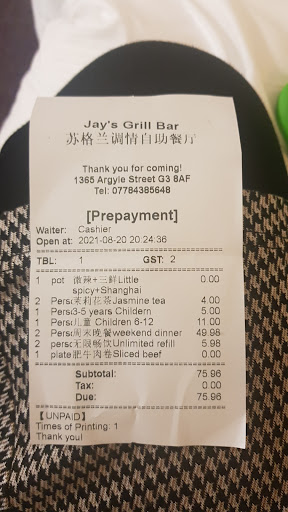 Jay's Grill Bar
苏格兰调情自助餐厅
Thank you for coming!
1365 Argyle Street G3 8AF
Tel: 07784385648
[Prepayment]
Waiter: Cashier
Open at: 2021-08-20 20:24:36
TBL: 1 GST: 2
1 pot 微辣+三鲜Little 0.00
spicy+Shanghai
2 Pers茉莉花茶Jasmine tea 4.00
1 Pers3-5 years Childern 5.00
1 Pers儿童 Children 6-12 11.00
2 Pers周末晚餐weekend dinner 49.98
2 pers无限畅饮Unlimited refill 5.98
1 plate肥牛肉卷Sliced beef 0.00
Subtotal: 75.96
Tax: 0.00
Due: 75.96
【UNPAID】
Times of Printing: 1
Thank you!